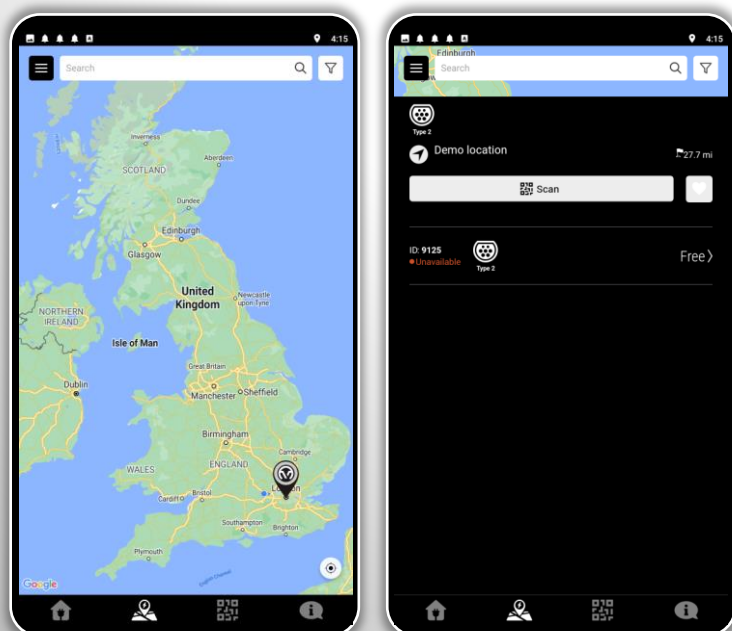 4:15
Search
Inverness
Aberdeen
SCOTLAND
Dundee
Edinburgh
Glasgow
United
Kingdom
Newcastle
upon Tyne
NORTHERN
IRELAND
Isle of Man
Great Britain
Dublin
Manchester
Sheffield
Birmingham
Cambridge
WALES
ENGLAND
London
Cardiff
Bristol
Southampton
Brighton
Plymouth
English Channel
Google
4:15
Edinburgh
Search
Type 2
Demo location
27.7 mi
Scan
ID: 9125
Unavailable
Type 2
Free